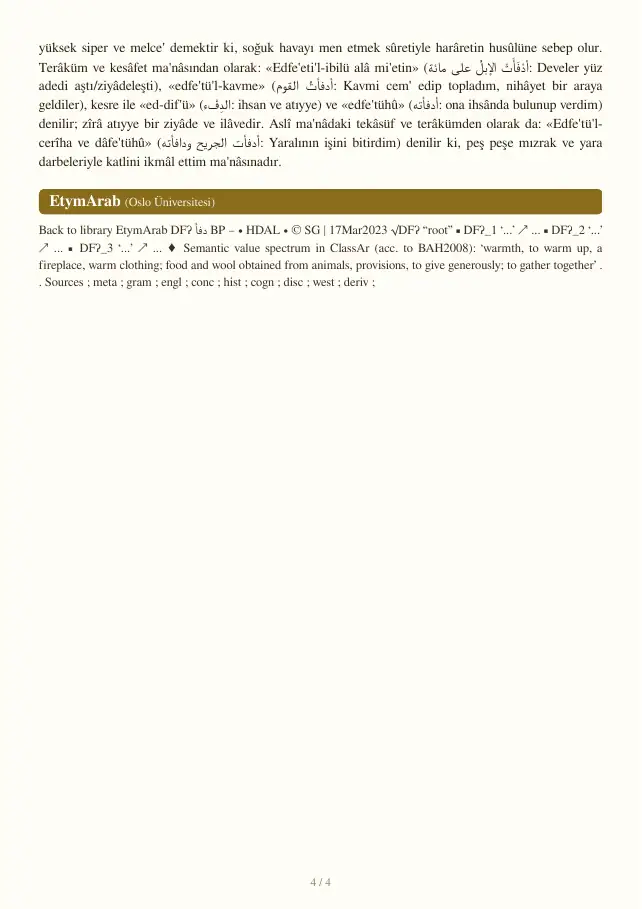 yüksek siper ve melce' demektir ki, soğuk havayı men etmek sûretiyle harâretin husûlüne sebep olur.
Terâküm ve kesâfet ma'nâsından olarak: «Edfe'eti'l-ibilü alâ mi'etin» (أَدْفَأَتْ الإبلُ على مائة: Develer yüz
adedi aştı/ziyâdeleşti), «edfe'tü'l-kavme» (أدفأتُ القوم: Kavmi cem' edip topladım, nihâyet bir araya
geldiler), kesre ile «ed-dif'ü» (الدِفْء: ihsan ve atıyye) ve «edfe'tühû» (أدفأته: ona ihsânda bulunup verdim)
denilir; zîrâ atıyye bir ziyâde ve ilâvedir. Aslî ma'nâdaki tekâsüf ve terâkümden olarak da: «Edfe'tü'l-
cerîha ve dâfe'tühû» (أدفأت الجريح ودافأته: Yaralının işini bitirdim) denilir ki, peş peşe mızrak ve yara
darbeleriyle katlini ikmâl ettim ma'nâsınadır.
EtymArab (Oslo Üniversitesi)
Back to library EtymArab DFʔ دفأ BP – • HDAL • © SG | 17Mar2023 √DFʔ “root” ▪ DFʔ_1 ‘...’ ↗ ... ▪ DFʔ_2 ‘...’
↗ ... ▪ DFʔ_3 ‘...’ ↗ ... ♦ Semantic value spectrum in ClassAr (acc. to BAH2008): ‘warmth, to warm up, a
fireplace, warm clothing; food and wool obtained from animals, provisions, to give generously; to gather together’ .
. Sources ; meta ; gram ; engl ; conc ; hist ; cogn ; disc ; west ; deriv ;
4 / 4